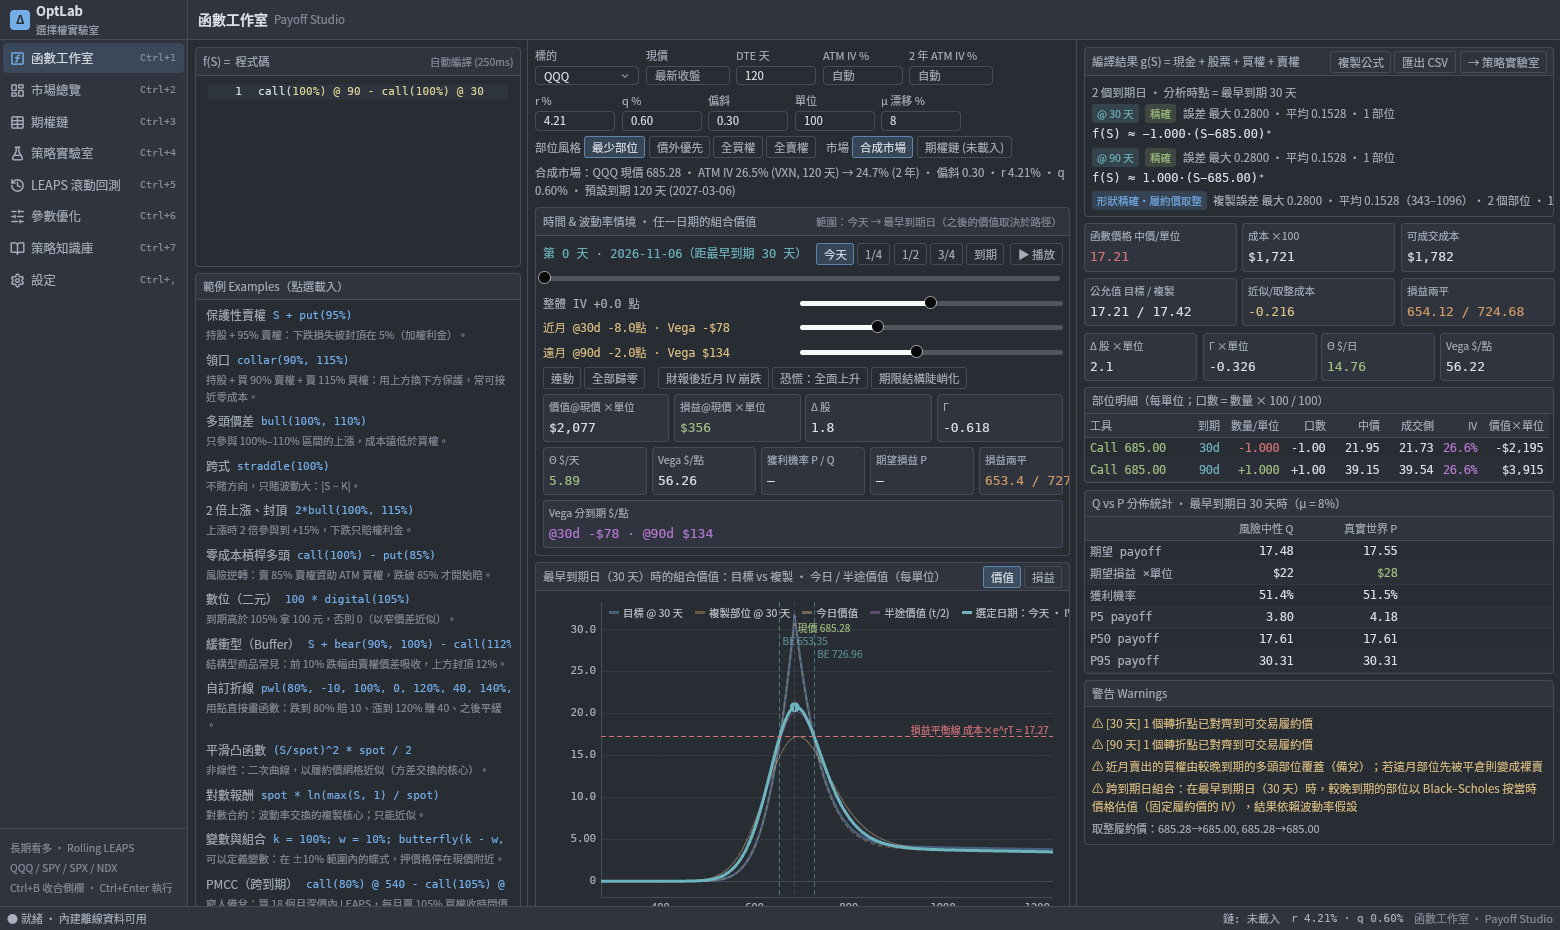 Δ OptLab
選擇權實驗室
函數工作室 Payoff Studio
函數工作室 Ctrl+1
市場總覽 Ctrl+2
期權鏈 Ctrl+3
策略實驗室 Ctrl+4
LEAPS 滾動回測 Ctrl+5
參數優化 Ctrl+6
策略知識庫 Ctrl+7
設定 Ctrl+,
長期看多 · Rolling LEAPS
QQQ / SPY / SPX / NDX
Ctrl+B 收合側欄 · Ctrl+Enter 執行
f(S) = 程式碼 自動編譯 (250ms)
1 call(100%) @ 90 - call(100%) @ 30
範例 Examples（點選載入）
保護性賣權 S + put(95%)
持股 + 95% 賣權：下跌損失被封頂在 5%（加權利金）。
領口 collar(90%, 115%)
持股 + 買 90% 賣權 + 賣 115% 買權：用上方換下方保護，常可接
近零成本。
多頭價差 bull(100%, 110%)
只參與 100%–110% 區間的上漲，成本遠低於買權。
跨式 straddle(100%)
不賭方向，只賭波動大：|S − K|。
2 倍上漲、封頂 2*bull(100%, 115%)
上漲時 2 倍參與到 +15%，下跌只賠權利金。
零成本槓桿多頭 call(100%) - put(85%)
風險逆轉：賣 85% 賣權資助 ATM 買權，跌破 85% 才開始賠。
數位（二元） 100 * digital(105%)
到期高於 105% 拿 100 元，否則 0（以窄價差近似）。
緩衝型（Buffer） S + bear(90%, 100%) - call(112%
結構型商品常見：前 10% 跌幅由賣權價差吸收，上方封頂 12%。
自訂折線 pwl(80%, -10, 100%, 0, 120%, 40, 140%,
用點直接畫函數：跌到 80% 賠 10、漲到 120% 賺 40、之後平緩
。
平滑凸函數 (S/spot)^2 * spot / 2
非線性：二次曲線，以履約價網格近似（方差交換的核心）。
對數報酬 spot * ln(max(S, 1) / spot)
對數合約：波動率交換的複製核心；只能近似。
變數與組合 k = 100%; w = 10%; butterfly(k - w,
可以定義變數：在 ±10% 範圍內的蝶式，押價格停在現價附近。
PMCC（跨到期） call(80%) @ 540 - call(105%) @
窮人備兌：買 18 個月深價內 LEAPS，每月賣 105% 買權收時間價
標的 現價 DTE 天 ATM IV % 2 年 ATM IV %
QQQ 最新收盤 120 自動 自動
r % q % 偏斜 單位 μ 漂移 %
4.21 0.60 0.30 100 8
部位風格 最少部位 價外優先 全買權 全賣權 市場 合成市場 期權鏈 (未載入)
合成市場：QQQ 現價 685.28 · ATM IV 26.5% (VXN, 120 天) → 24.7% (2 年) · 偏斜 0.30 · r 4.21% · q
0.60% · 預設到期 120 天 (2027-03-06)
時間 & 波動率情境 · 任一日期的組合價值 範圍：今天 → 最早到期日（之後的價值取決於路徑）
第 0 天 · 2026-11-06（距最早到期 30 天） 今天 1/4 1/2 3/4 到期 ▶ 播放
整體 IV +0.0 點
近月 @30d -8.0點 · Vega -$78
遠月 @90d -2.0點 · Vega $134
連動 全部歸零 財報後近月 IV 崩跌 恐慌：全面上升 期限結構陡峭化
價值@現價 ×單位 損益@現價 ×單位 Δ 股 Γ
$2,077 $356 1.8 -0.618
Θ $/天 Vega $/點 獲利機率 P / Q 期望損益 P 損益兩平
5.89 56.26 — — 653.4 / 727
Vega 分到期 $/點
@30d -$78 · @90d $134
最早到期日（30 天）時的組合價值：目標 vs 複製 · 今日 / 半途價值（每單位） 價值 損益
目標 @ 30 天 複製部位 @ 30 天 今日價值 半途價值 (t/2) 選定日期：今天 · I
現價 685.28
BE 653.35
BE 726.96
損益平衡線 成本×e^rT = 17.27
30.0
25.0
20.0
15.0
10.0
5.00
0
400 600 800 1000 1200
編譯結果 g(S) = 現金 + 股票 + 買權 + 賣權 複製公式 匯出 CSV → 策略實驗室
2 個到期日 · 分析時點 = 最早到期 30 天
@ 30 天 精確 誤差 最大 0.2800 · 平均 0.1528 · 1 部位
f(S) ≈ −1.000·(S−685.00)⁺
@ 90 天 精確 誤差 最大 0.2800 · 平均 0.1528 · 1 部位
f(S) ≈ 1.000·(S−685.00)⁺
形狀精確・履約價取整 複製誤差 最大 0.2800 · 平均 0.1528（343–1096） · 2 個部位 · 1
函數價格 中價/單位 成本 ×100 可成交成本
17.21 $1,721 $1,782
公允值 目標 / 複製 近似/取整成本 損益兩平
17.21 / 17.42 -0.216 654.12 / 724.68
Δ 股 ×單位 Γ ×單位 Θ $/日 Vega $/點
2.1 -0.326 14.76 56.22
部位明細（每單位；口數 = 數量 × 100 / 100）
工具 到期 數量/單位 口數 中價 成交側 IV 價值×單位
Call 685.00 30d -1.000 -1.00 21.95 21.73 26.6% -$2,195
Call 685.00 90d +1.000 +1.00 39.15 39.54 26.6% $3,915
Q vs P 分佈統計 · 最早到期日 30 天時（μ = 8%）
風險中性 Q 真實世界 P
期望 payoff 17.48 17.55
期望損益 ×單位 $22 $28
獲利機率 51.4% 51.5%
P5 payoff 3.80 4.18
P50 payoff 17.61 17.61
P95 payoff 30.31 30.31
警告 Warnings
⚠ [30 天] 1 個轉折點已對齊到可交易履約價
⚠ [90 天] 1 個轉折點已對齊到可交易履約價
⚠ 近月賣出的買權由較晚到期的多頭部位覆蓋（備兌）；若遠月部位先被平倉則變成裸賣
⚠ 跨到期日組合：在最早到期日（30 天）時，較晚到期的部位以 Black–Scholes 按當時
價格估值（固定履約價的 IV），結果依賴波動率假設
取整履約價：685.28→685.00, 685.28→685.00
就緒 · 內建離線資料可用 鏈: 未載入 r 4.21% · q 0.60% 函數工作室 · Payoff Studio